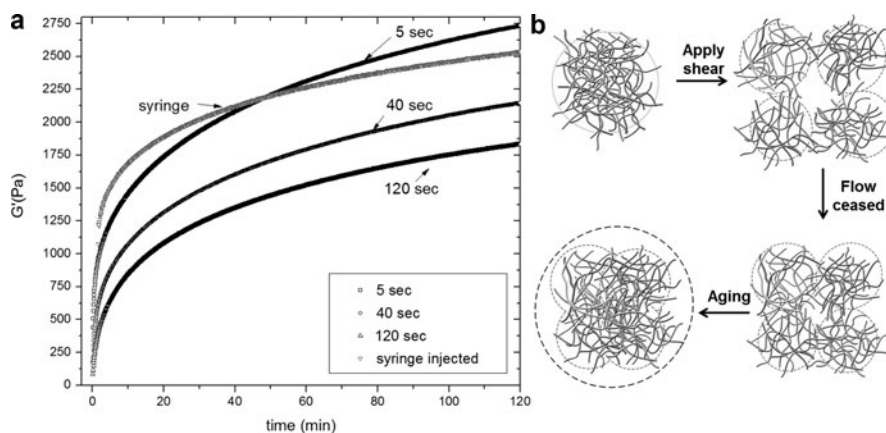 a
G'(Pa)
2750
2500
2250
2000
1750
1500
1250
1000
750
500
250
0
0
20
40
60
80
100
120
time (min)
5 sec
syringe
40 sec
120 sec
5 sec
40 sec
120 sec
syringe injected
b
Apply
shear
Flow
ceased
Aging